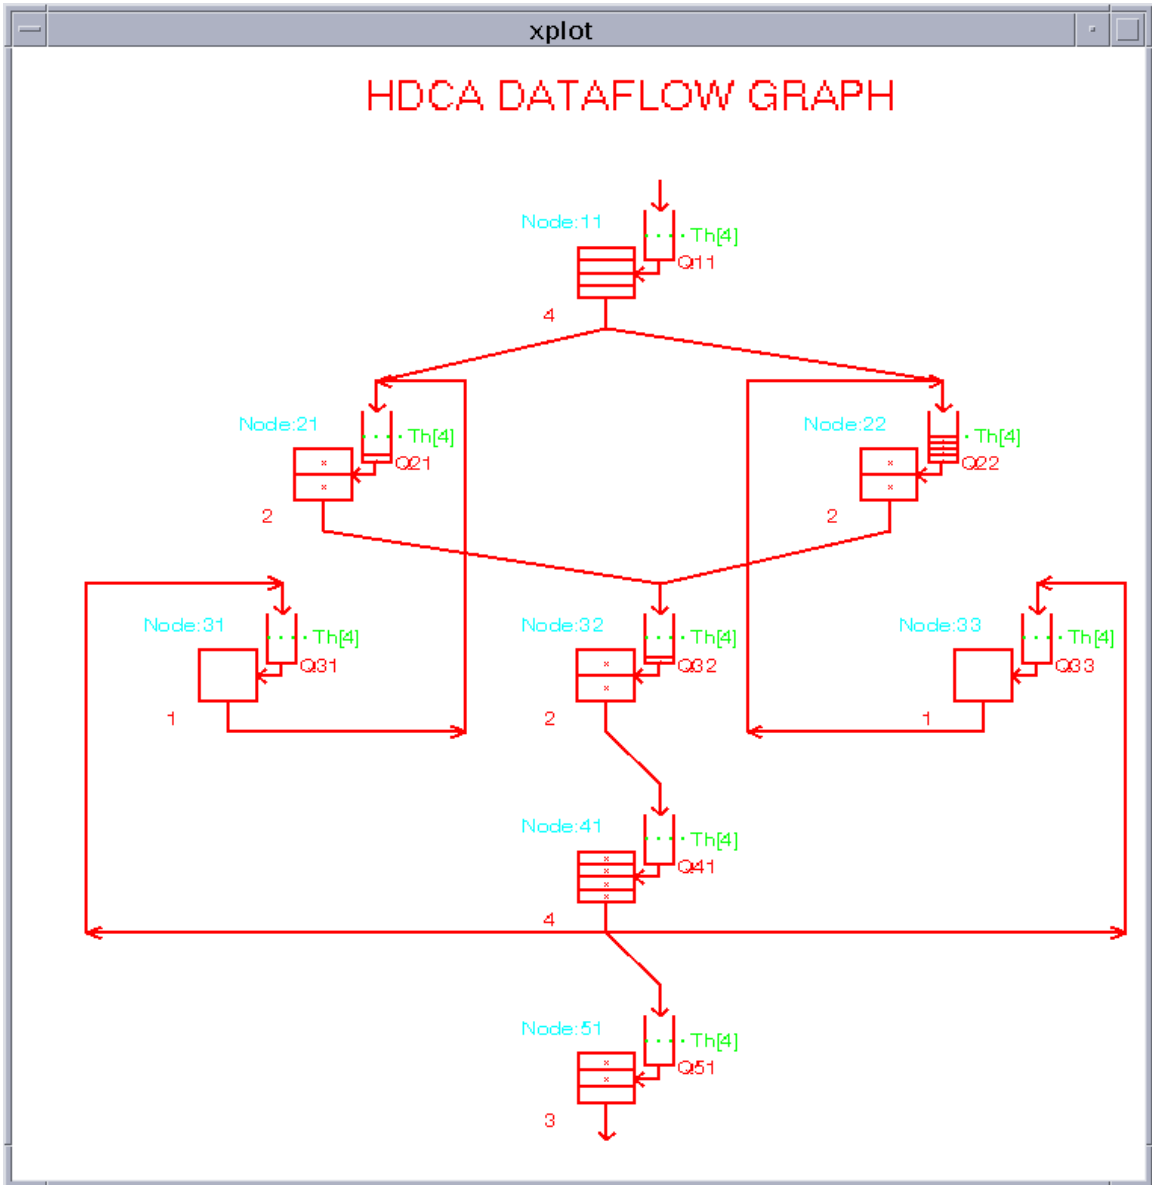 xplot
HDCA DATAFLOW GRAPH
Node:11
Th[4]
Q11
4
Node:21
Th[4]
Q21
2
Node:22
Th[4]
Q22
2
Node:31
Th[4]
Q31
1
Node:32
Th[4]
Q32
2
Node:33
Th[4]
Q33
1
Node:41
Th[4]
Q41
4
Node:51
Th[4]
Q51
3